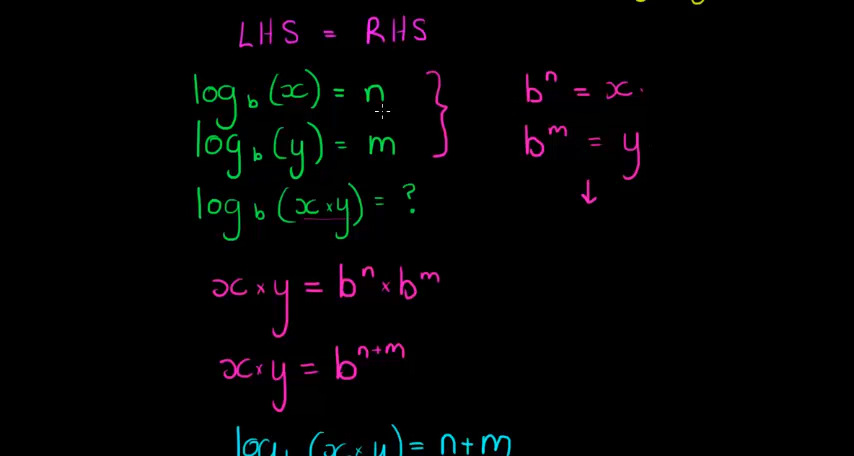 LHS = RHS
log_b (x) = n
log_b (y) = m
b^n = x
b^m = y
log_b (x × y) = ?
x × y = b^n × b^m
x × y = b^(n+m)
log_b (x × y) = n + m